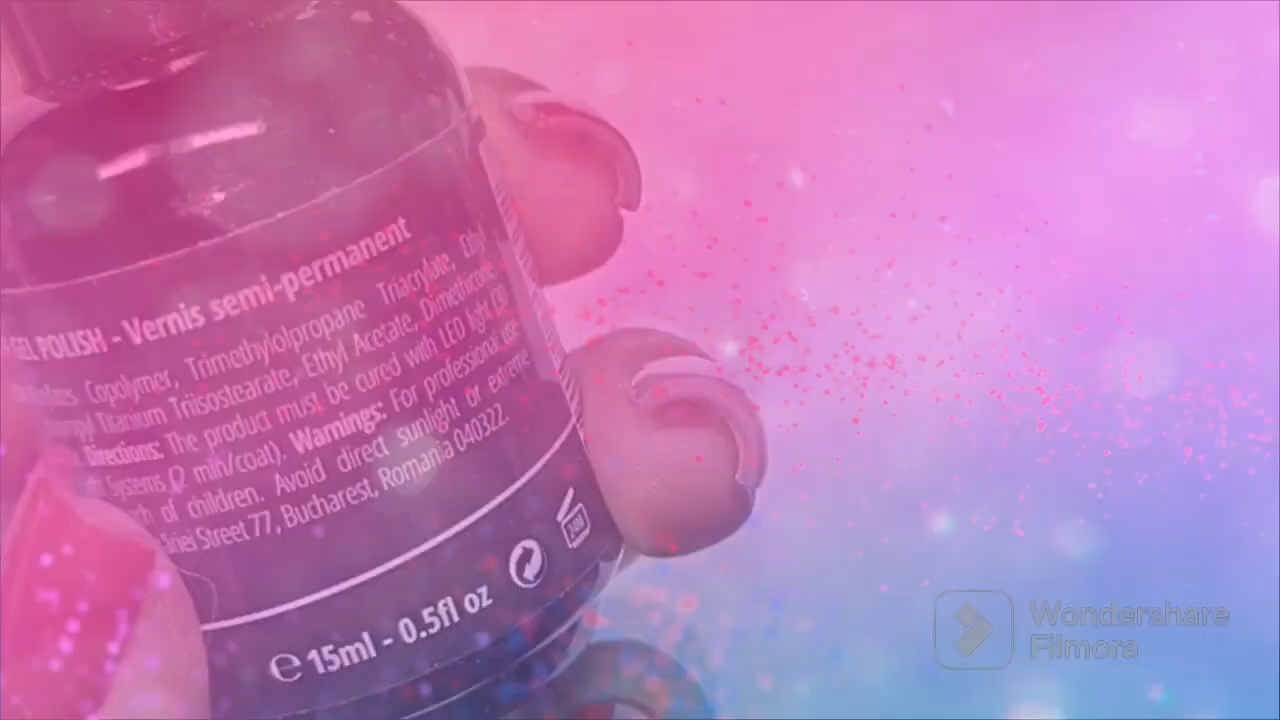 GEL POLISH - Vernis semi-permanent
Copolymer, Trimethylolpropane Triacrylate, Ethyl
Titanium Triisostearate, Ethyl Acetate, Dimethicone
Directions: The product must be cured with LED light
Systems (2 min/coat). Warnings: For professional use
of children. Avoid direct sunlight or extreme
Street 77, Bucharest, Romania 040322.
24M
℮ 15ml - 0.5fl oz
Wondershare
Filmora